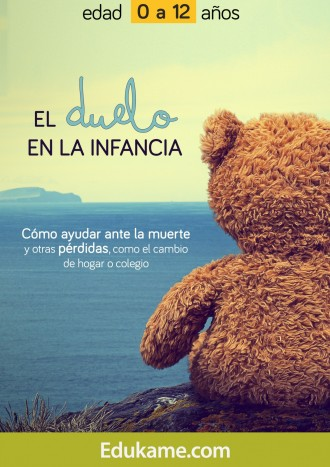 edad 0 a 12 años
EL duelo
EN LA INFANCIA
Cómo ayudar ante la muerte
y otras pérdidas, como el cambio
de hogar o colegio
Edukame.com